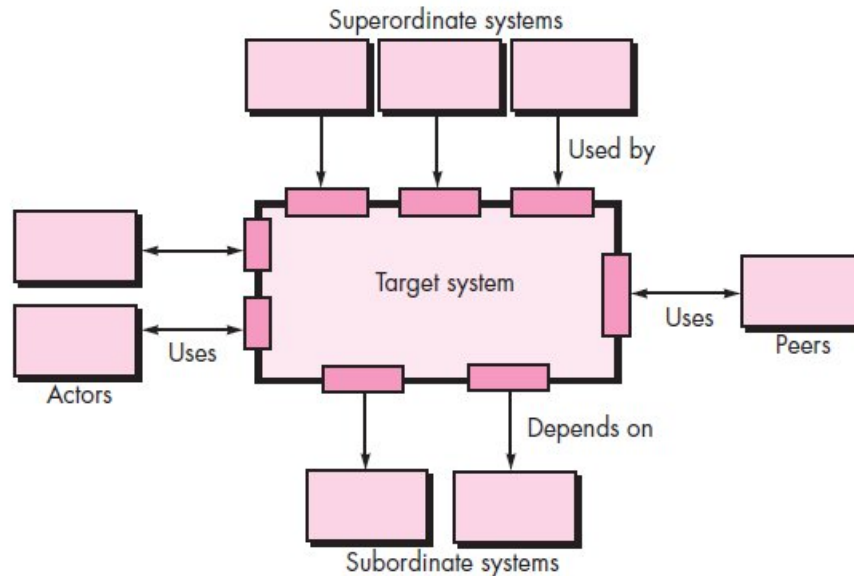 Superordinate systems
Used by
Target system
Uses
Uses
Peers
Actors
Depends on
Subordinate systems